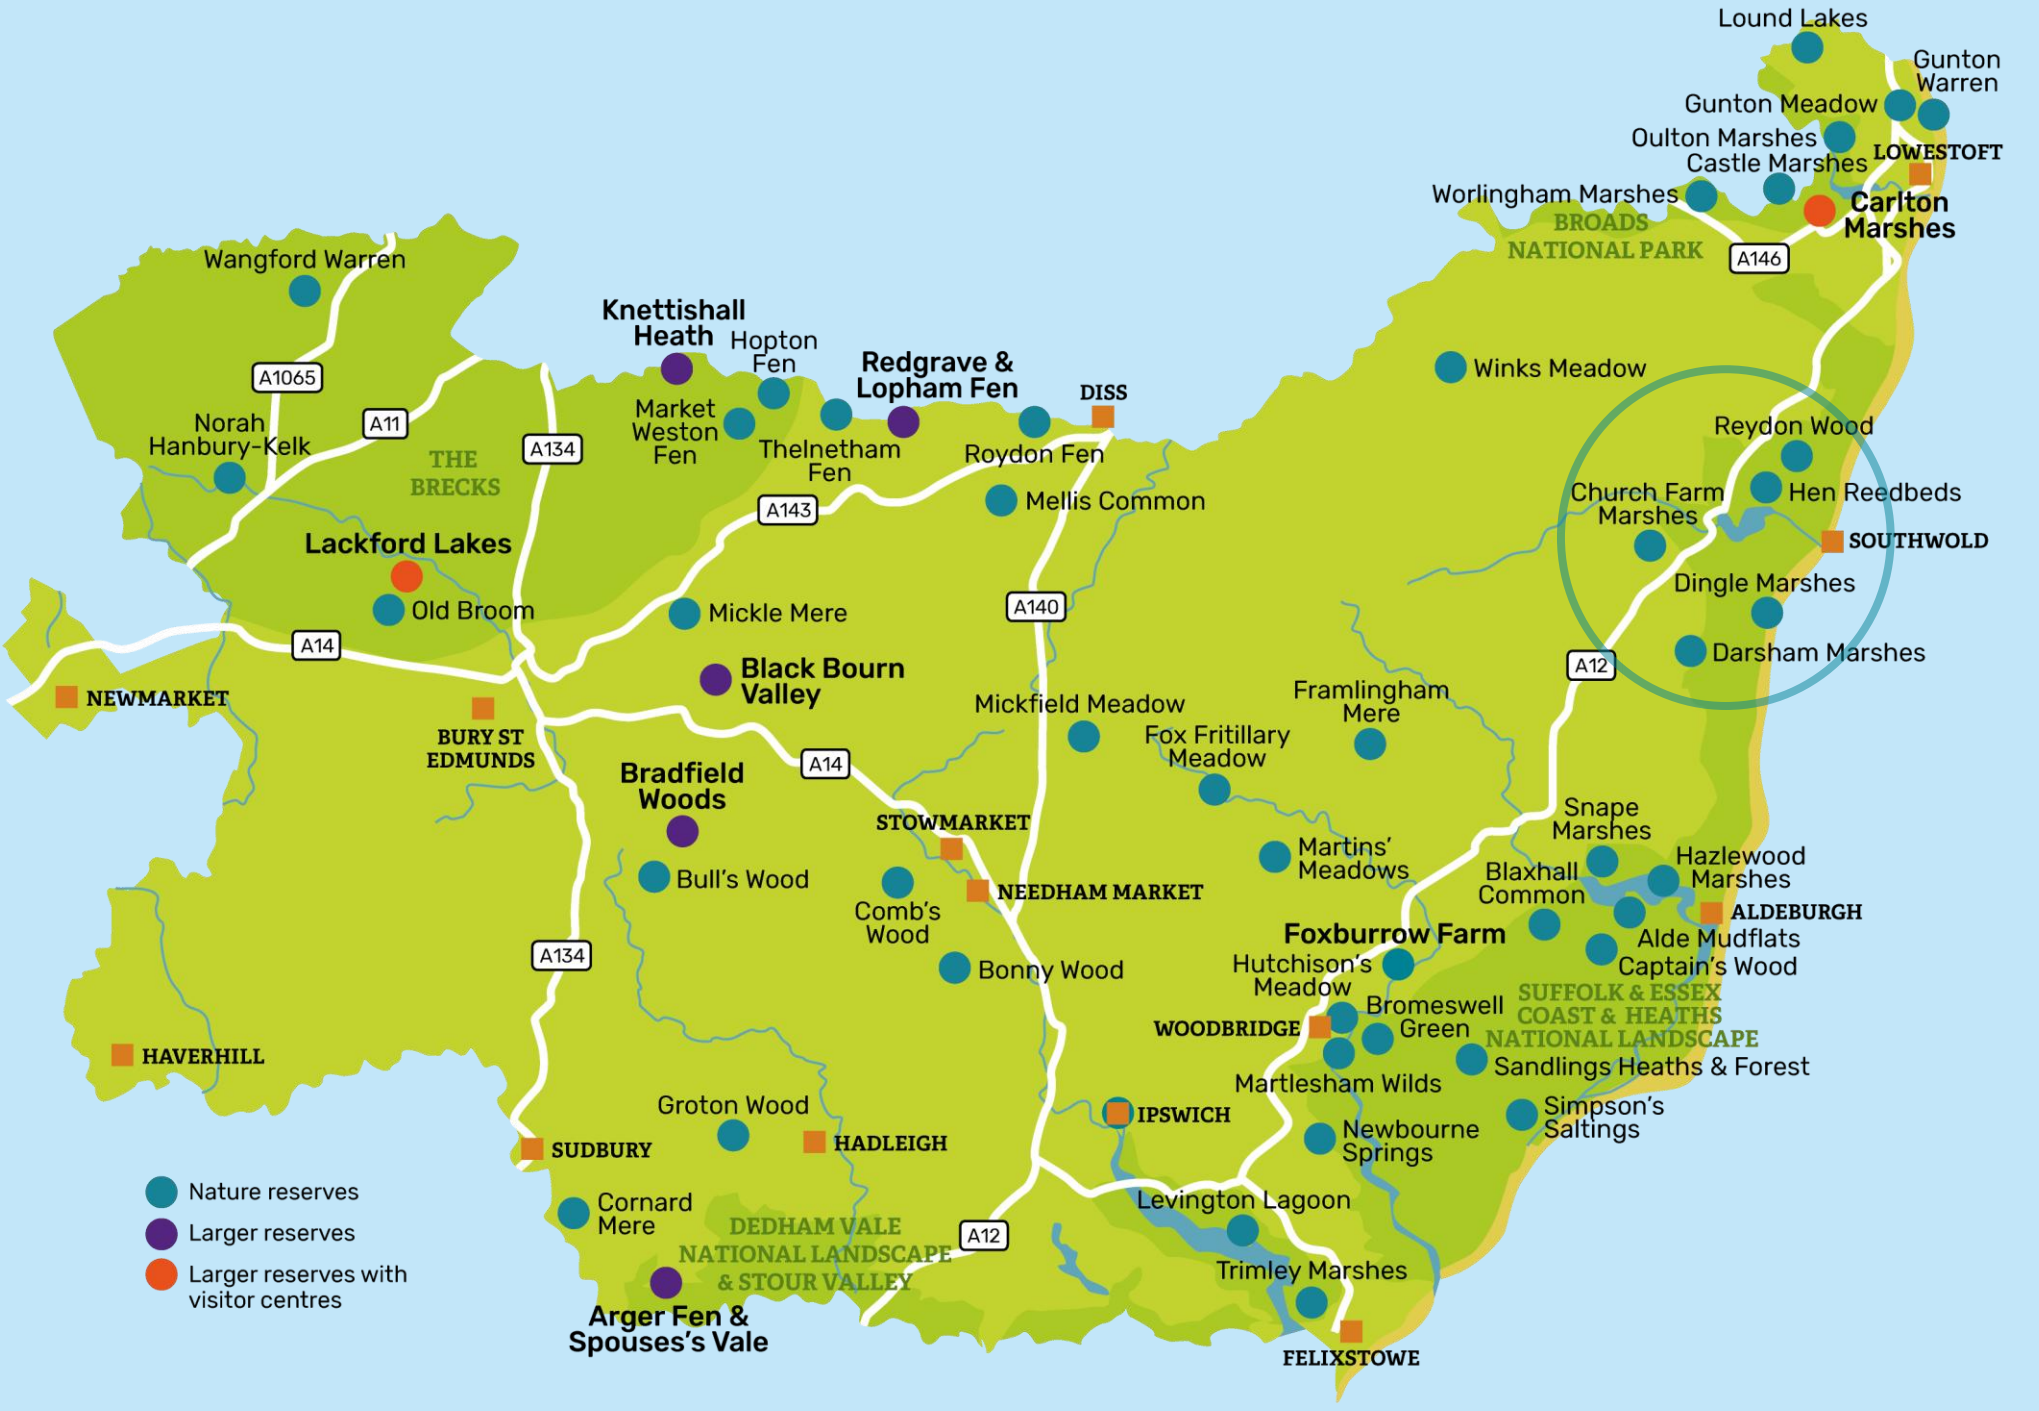 Lound Lakes
Gunton
Warren
Gunton Meadow
Oulton Marshes
LOWESTOFT
Castle Marshes
Worlingham Marshes
Carlton
Marshes
BROADS
NATIONAL PARK
A146
Wangford Warren
Knettishall
Heath
Hopton
Fen
Redgrave &
Lopham Fen
DISS
Winks Meadow
A1065
A11
Norah
Hanbury-Kelk
THE
BRECKS
A134
Market
Weston
Fen
Thelnetham
Fen
Roydon Fen
A143
Mellis Common
Reydon Wood
Church Farm
Marshes
Hen Reedbeds
SOUTHWOLD
Lackford Lakes
Old Broom
Mickle Mere
A140
Dingle Marshes
Darsham Marshes
A12
A14
NEWMARKET
BURY ST
EDMUNDS
Black Bourn
Valley
Mickfield Meadow
Fox Fritillary
Meadow
Framlingham
Mere
A14
Bradfield
Woods
STOWMARKET
Bull's Wood
Comb's
Wood
NEEDHAM MARKET
Martins’
Meadows
Snape
Marshes
Blaxhall
Common
Hazlewood
Marshes
ALDEBURGH
Alde Mudflats
Captain’s Wood
A134
Bonny Wood
Foxburrow Farm
Hutchison’s
Meadow
Bromeswell
Green
WOODBRIDGE
SUFFOLK & ESSEX
COAST & HEATHS
NATIONAL LANDSCAPE
Sandlings Heaths & Forest
Martlesham Wilds
HAVERHILL
Groton Wood
HADLEIGH
SUDBURY
IPSWICH
Newbourne
Springs
Simpson’s
Saltings
Cornard
Mere
DEDHAM VALE
NATIONAL LANDSCAPE
& STOUR VALLEY
A12
Levington Lagoon
Trimley Marshes
FELIXSTOWE
Arger Fen &
Spouses’s Vale
Nature reserves
Larger reserves
Larger reserves with
visitor centres